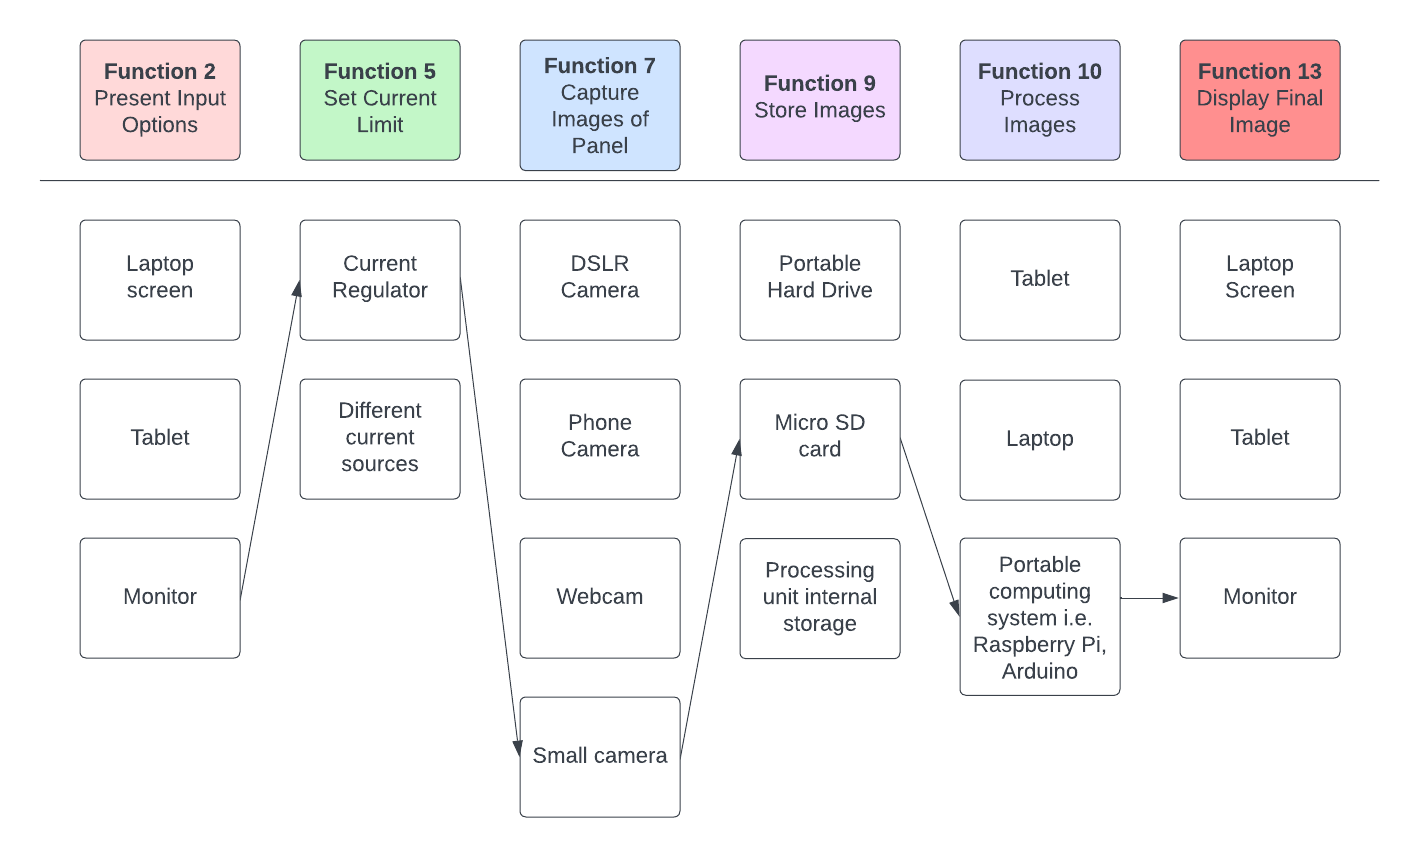 Function 2
Present Input
Options
Function 5
Set Current
Limit
Function 7
Capture
Images of
Panel
Function 9
Store Images
Function 10
Process
Images
Function 13
Display Final
Image
Laptop
screen
Current
Regulator
DSLR
Camera
Portable
Hard Drive
Tablet
Laptop
Screen
Tablet
Different
current
sources
Phone
Camera
Micro SD
card
Laptop
Tablet
Monitor
Webcam
Processing
unit internal
storage
Portable
computing
system i.e.
Raspberry Pi,
Arduino
Monitor
Small camera